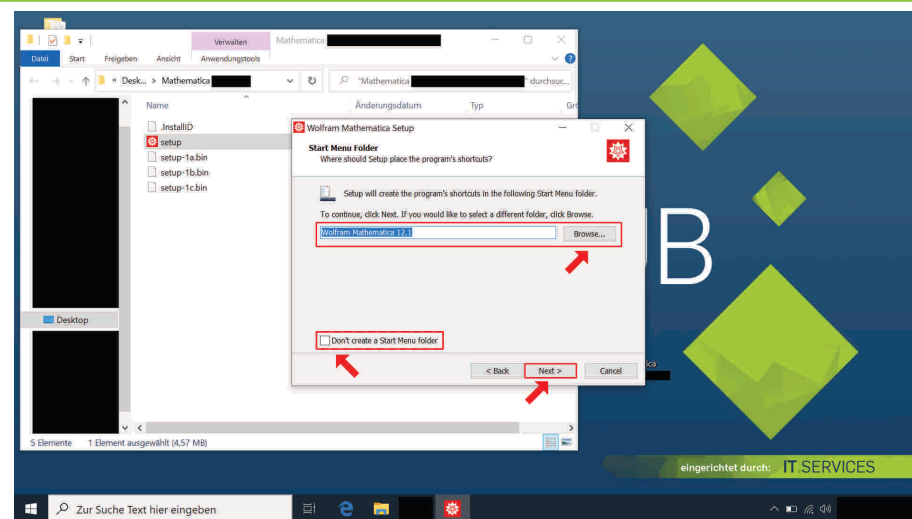 Verwalten
Mathematica
Datei Start Freigeben Ansicht Anwendungstools
« Desk... > Mathematica
"Mathematica " durchsuc...
Name Änderungsdatum Typ Grö
.InstallID
setup
setup-1a.bin
setup-1b.bin
setup-1c.bin
Desktop
5 Elemente 1 Element ausgewählt (4,57 MB)
Wolfram Mathematica Setup
Start Menu Folder
Where should Setup place the program's shortcuts?
Setup will create the program's shortcuts in the following Start Menu folder.
To continue, click Next. If you would like to select a different folder, click Browse.
Wolfram Mathematica 12.1
Browse...
Don't create a Start Menu folder
< Back Next > Cancel
B
ica
eingerichtet durch: IT.SERVICES
Zur Suche Text hier eingeben